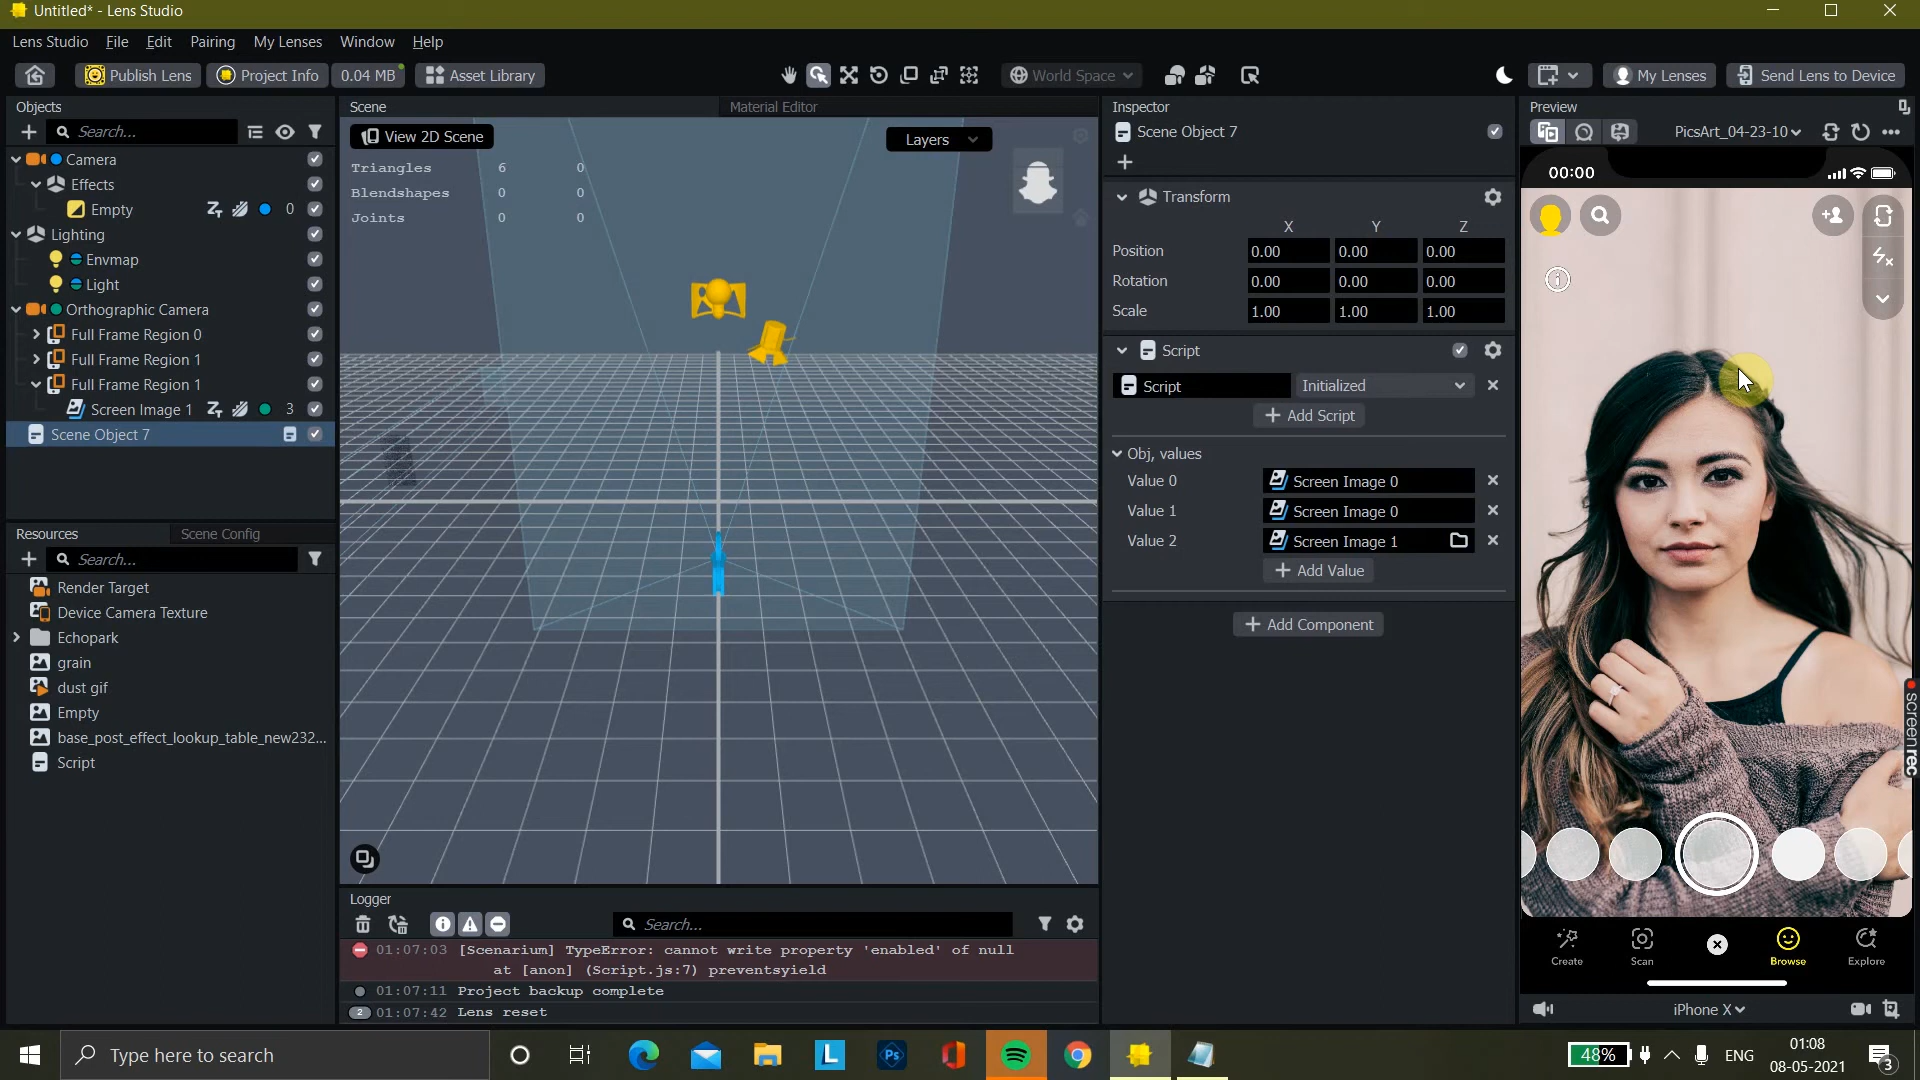 Untitled* - Lens Studio
Lens Studio File Edit Pairing My Lenses Window Help
Publish Lens Project Info 0.04 MB Asset Library World Space My Lenses Send Lens to Device
Objects
Search...
Camera
Effects
Empty 0
Lighting
Envmap
Light
Orthographic Camera
Full Frame Region 0
Full Frame Region 1
Full Frame Region 1
Screen Image 1 3
Scene Object 7
Resources Scene Config
Search...
Render Target
Device Camera Texture
Echopark
grain
dust gif
Empty
base_post_effect_lookup_table_new232...
Script
Scene Material Editor
View 2D Scene Layers
Triangles 6 0
Blendshapes 0 0
Joints 0 0
Logger
Search...
01:07:03 [Scenarium] TypeError: cannot write property 'enabled' of null
at [anon] (Script.js:7) preventsyield
01:07:11 Project backup complete
2 01:07:42 Lens reset
Inspector
Scene Object 7
Transform
X Y Z
Position 0.00 0.00 0.00
Rotation 0.00 0.00 0.00
Scale 1.00 1.00 1.00
Script
Script Initialized
Add Script
Obj, values
Value 0 Screen Image 0
Value 1 Screen Image 0
Value 2 Screen Image 1
Add Value
Add Component
Preview
PicsArt_04-23-10
00:00
Create Scan Browse Explore
iPhone X
screenrec
Type here to search
L
Ps
48% ENG
01:08
08-05-2021
3